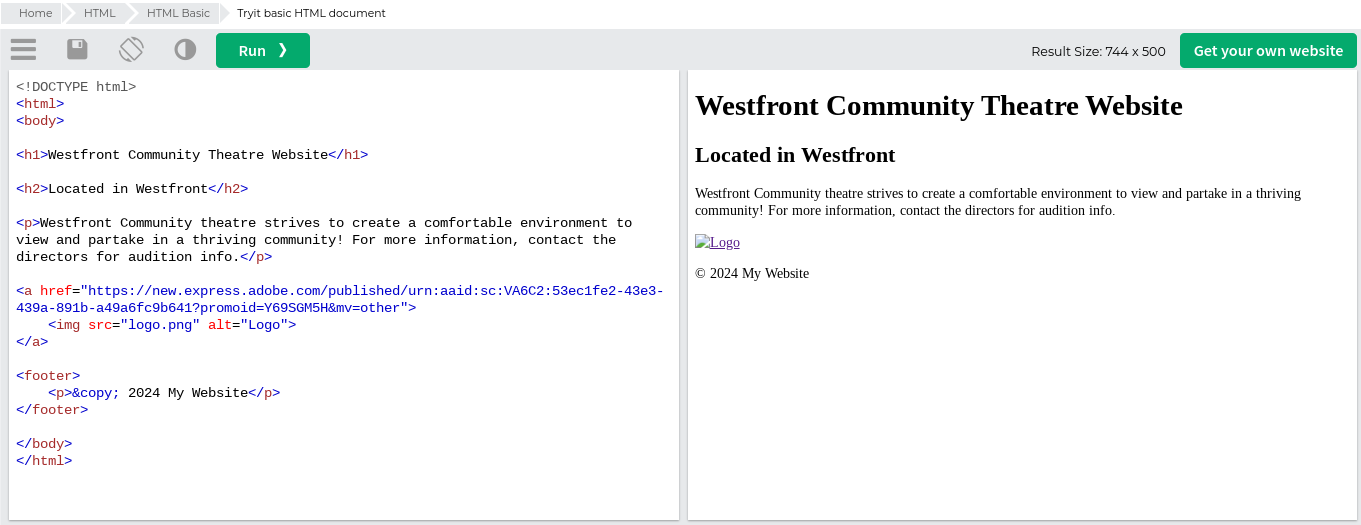 Home HTML HTML Basic Tryit basic HTML document
Run ❯ Result Size: 744 x 500 Get your own website
<!DOCTYPE html>
<html>
<body>
<h1>Westfront Community Theatre Website</h1>
<h2>Located in Westfront</h2>
<p>Westfront Community theatre strives to create a comfortable environment to
view and partake in a thriving community! For more information, contact the
directors for audition info.</p>
<a href="https://new.express.adobe.com/published/urn:aaid:sc:VA6C2:53ec1fe2-43e3-
439a-891b-a49a6fc9b641?promoid=Y69SGM5H&mv=other">
<img src="logo.png" alt="Logo">
</a>
<footer>
<p>&copy; 2024 My Website</p>
</footer>
</body>
</html>
Westfront Community Theatre Website
Located in Westfront
Westfront Community theatre strives to create a comfortable environment to view and partake in a thriving
community! For more information, contact the directors for audition info.
Logo
© 2024 My Website